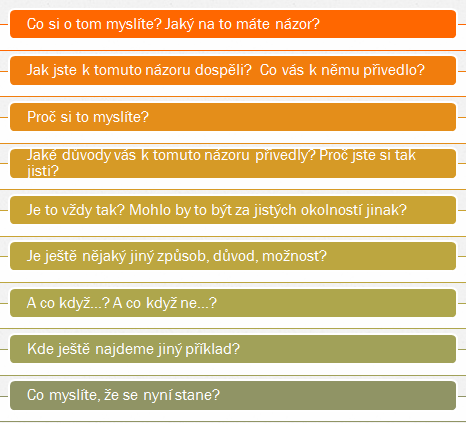 Co si o tom myslíte? Jaký na to máte názor?
Jak jste k tomuto názoru dospěli?  Co vás k němu přivedlo?
Proč si to myslíte?
Jaké důvody vás k tomuto názoru přivedly? Proč jste si tak
jisti?
Je to vždy tak? Mohlo by to být za jistých okolností jinak?
Je ještě nějaký jiný způsob, důvod, možnost?
A co když...? A co když ne...?
Kde ještě najdeme jiný příklad?
Co myslíte, že se nyní stane?